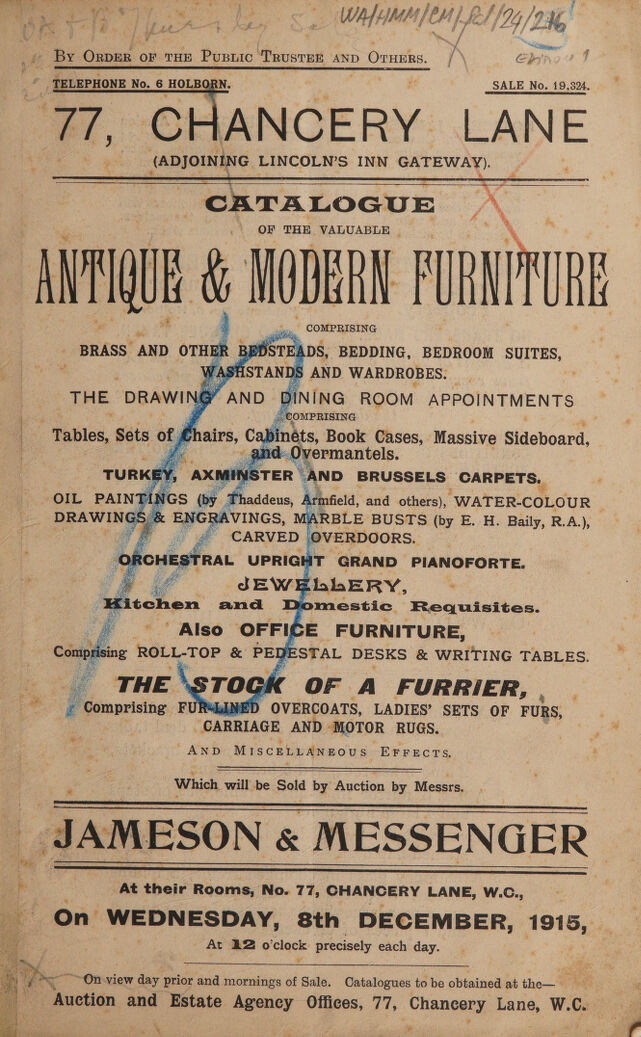 WA/HMM/CM/Sal/24/216
BY ORDER OF THE PUBLIC TRUSTEE AND OTHERS.
TELEPHONE No. 6 HOLBORN. SALE No. 19,324.
77, CHANCERY LANE
(ADJOINING LINCOLN'S INN GATEWAY).
CATALOGUE
OF THE VALUABLE
ANTIQUE & MODERN FURNITURE
COMPRISING
BRASS AND OTHER BEDSTEADS, BEDDING, BEDROOM SUITES,
WASHSTANDS AND WARDROBES.
THE DRAWING AND DINING ROOM APPOINTMENTS
COMPRISING
Tables, Sets of Chairs, Cabinets, Book Cases, Massive Sideboard,
and Overmantels.
TURKEY, AXMINSTER AND BRUSSELS CARPETS.
OIL PAINTINGS (by Thaddeus, Armfield, and others), WATER-COLOUR
DRAWINGS & ENGRAVINGS, MARBLE BUSTS (by E. H. Baily, R.A.),
CARVED OVERDOORS.
ORCHESTRAL UPRIGHT GRAND PIANOFORTE.
JEWELLERY,
Kitchen and Domestic Requisites.
Also OFFICE FURNITURE,
Comprising ROLL-TOP & PEDESTAL DESKS & WRITING TABLES.
THE STOCK OF A FURRIER,
Comprising FUR-LINED OVERCOATS, LADIES' SETS OF FURS,
CARRIAGE AND MOTOR RUGS.
AND MISCELLANEOUS EFFECTS.
Which will be Sold by Auction by Messrs.
JAMESON & MESSENGER
At their Rooms, No. 77, CHANCERY LANE, W.C.,
On WEDNESDAY, 8th DECEMBER, 1915,
At 12 o'clock precisely each day.
On view day prior and mornings of Sale. Catalogues to be obtained at the—
Auction and Estate Agency Offices, 77, Chancery Lane, W.C.